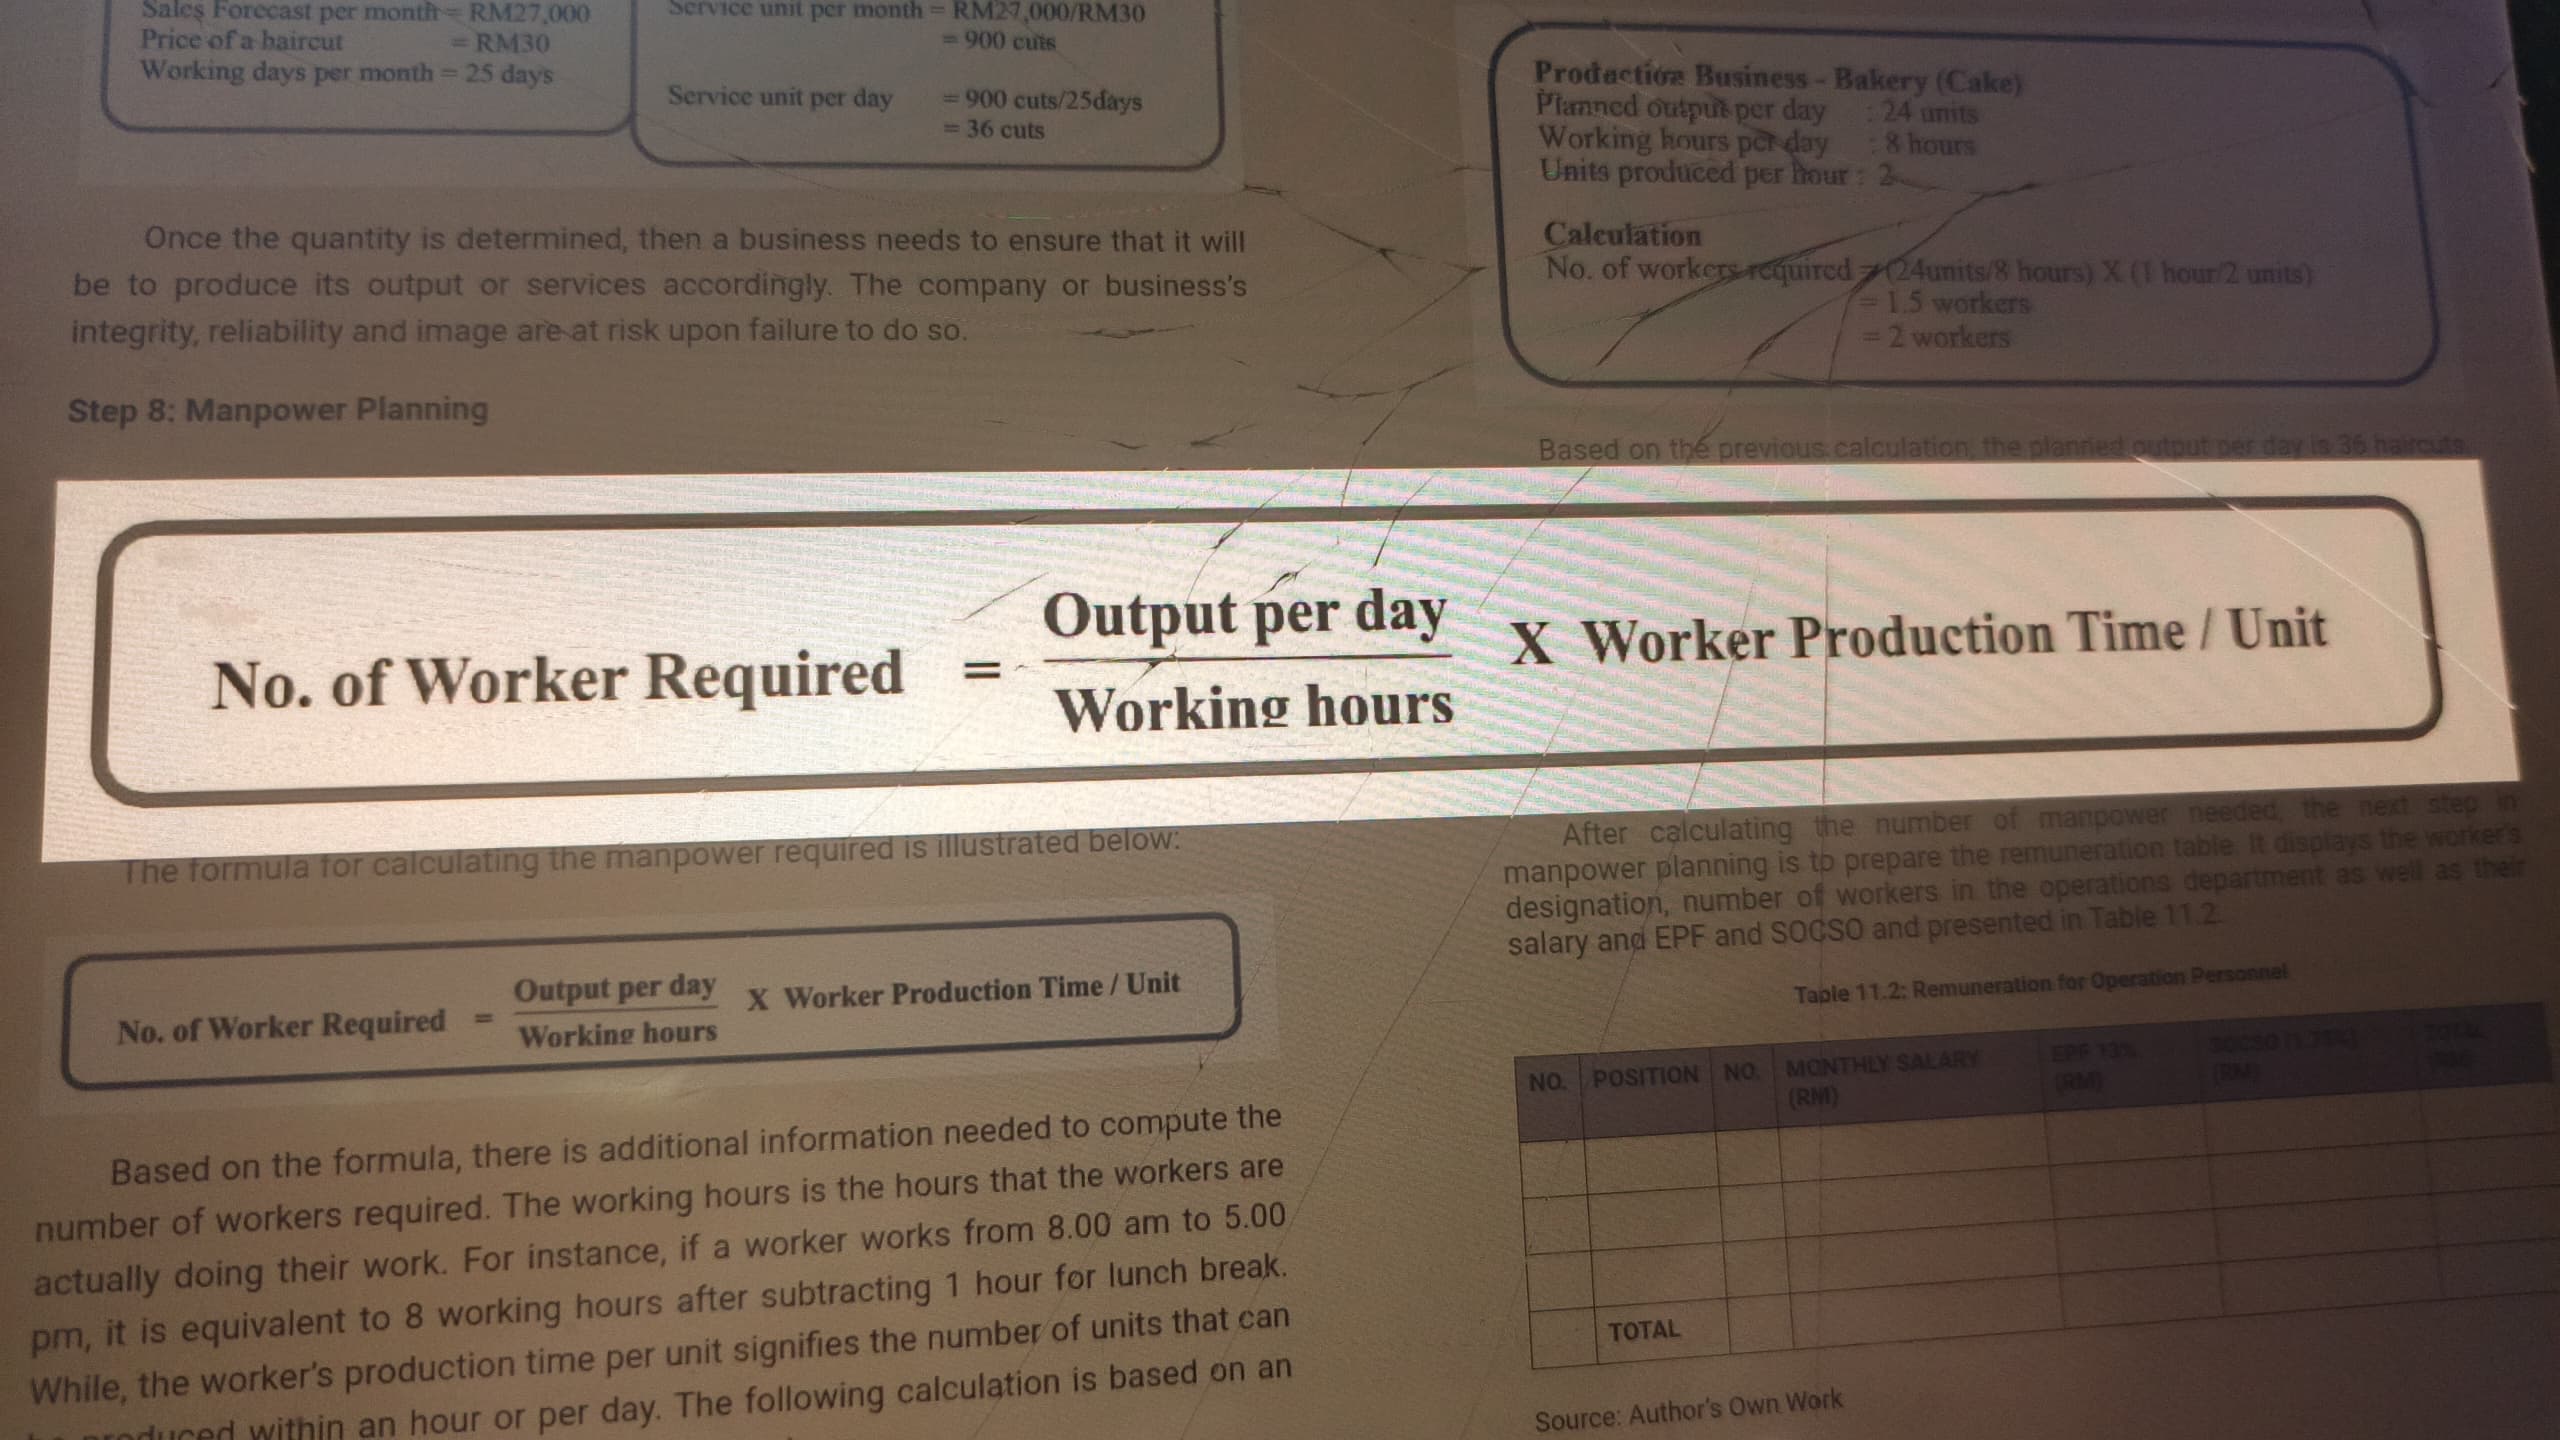 Sales Forecast per month = RM27,000
Price of a haircut = RM30
Working days per month = 25 days
Service unit per month = RM27,000/RM30
= 900 cuts
Service unit per day = 900 cuts/25days
= 36 cuts
Once the quantity is determined, then a business needs to ensure that it will
be to produce its output or services accordingly. The company or business's
integrity, reliability and image are at risk upon failure to do so.
Step 8: Manpower Planning
Production Business - Bakery (Cake)
Planned output per day : 24 units
Working hours per day : 8 hours
Units produced per hour : 2
Calculation
No. of workers required = (24units/8 hours) X (1 hour/2 units)
= 1.5 workers
= 2 workers
Based on the previous calculation, the planned output per day is 36 haircuts
No. of Worker Required = Output per day X Worker Production Time / Unit
Working hours
The formula for calculating the manpower required is illustrated below:
No. of Worker Required = Output per day X Worker Production Time / Unit
Working hours
Based on the formula, there is additional information needed to compute the
number of workers required. The working hours is the hours that the workers are
actually doing their work. For instance, if a worker works from 8.00 am to 5.00
pm, it is equivalent to 8 working hours after subtracting 1 hour for lunch break.
While, the worker's production time per unit signifies the number of units that can
produced within an hour or per day. The following calculation is based on an
After calculating the number of manpower needed, the next step in
manpower planning is to prepare the remuneration table. It displays the worker's
designation, number of workers in the operations department as well as their
salary and EPF and SOCSO and presented in Table 11.2.
Table 11.2: Remuneration for Operation Personnel
NO. POSITION NO. MONTHLY SALARY (RM) EPF 13% (RM) SOCSO (RM) TOTAL (RM)
TOTAL
Source: Author's Own Work